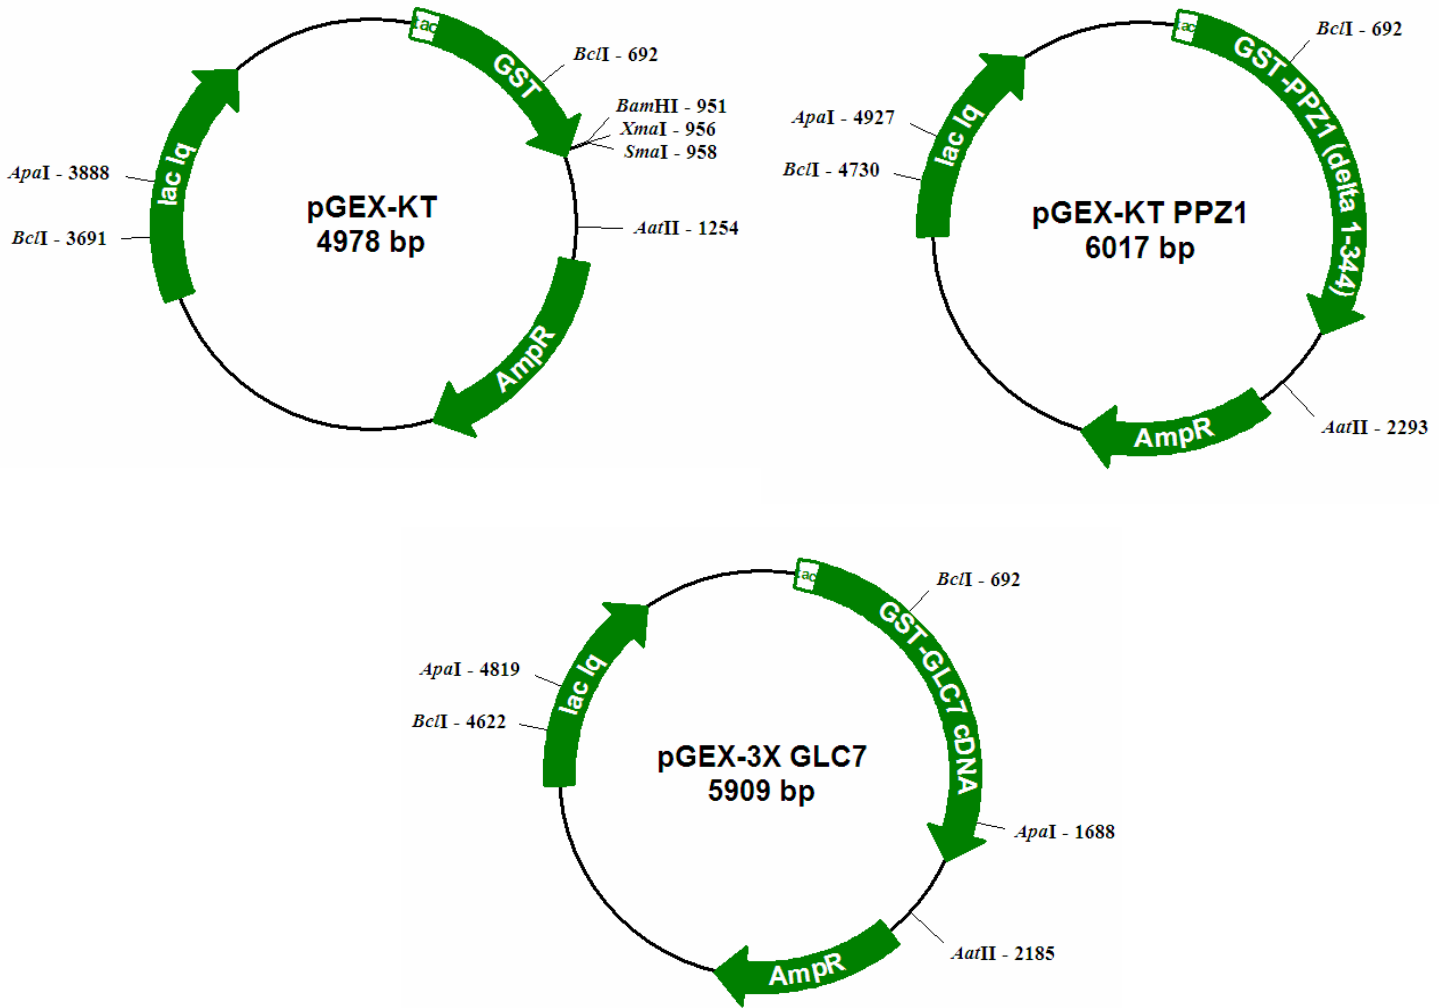 tac
GST
BclI - 692
BamHI - 951
XmaI - 956
SmaI - 958
AatII - 1254
AmpR
BclI - 3691
ApaI - 3888
lac Iq
pGEX-KT
4978 bp
tac
GST-PPZ1 (delta 1-344)
BclI - 692
AatII - 2293
AmpR
BclI - 4730
ApaI - 4927
lac Iq
pGEX-KT PPZ1
6017 bp
tac
GST-GLC7 cDNA
BclI - 692
ApaI - 1688
AatII - 2185
AmpR
BclI - 4622
ApaI - 4819
lac Iq
pGEX-3X GLC7
5909 bp